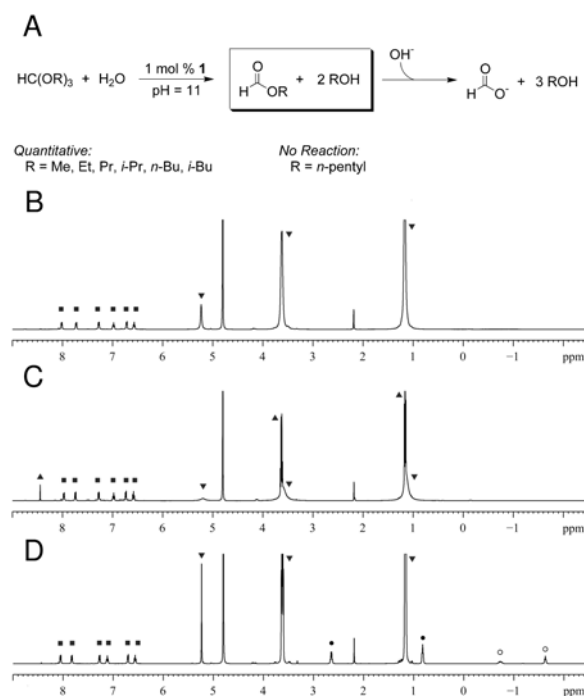 A
HC(OR)₃ + H₂O 1 mol % 1 pH = 11 H O OR + 2 ROH OH⁻ H O O⁻ + 3 ROH
Quantitative: No Reaction:
R = Me, Et, Pr, i-Pr, n-Bu, i-Bu R = n-pentyl
B
8 7 6 5 4 3 2 1 0 −1 ppm
C
8 7 6 5 4 3 2 1 0 −1 ppm
D
8 7 6 5 4 3 2 1 0 −1 ppm